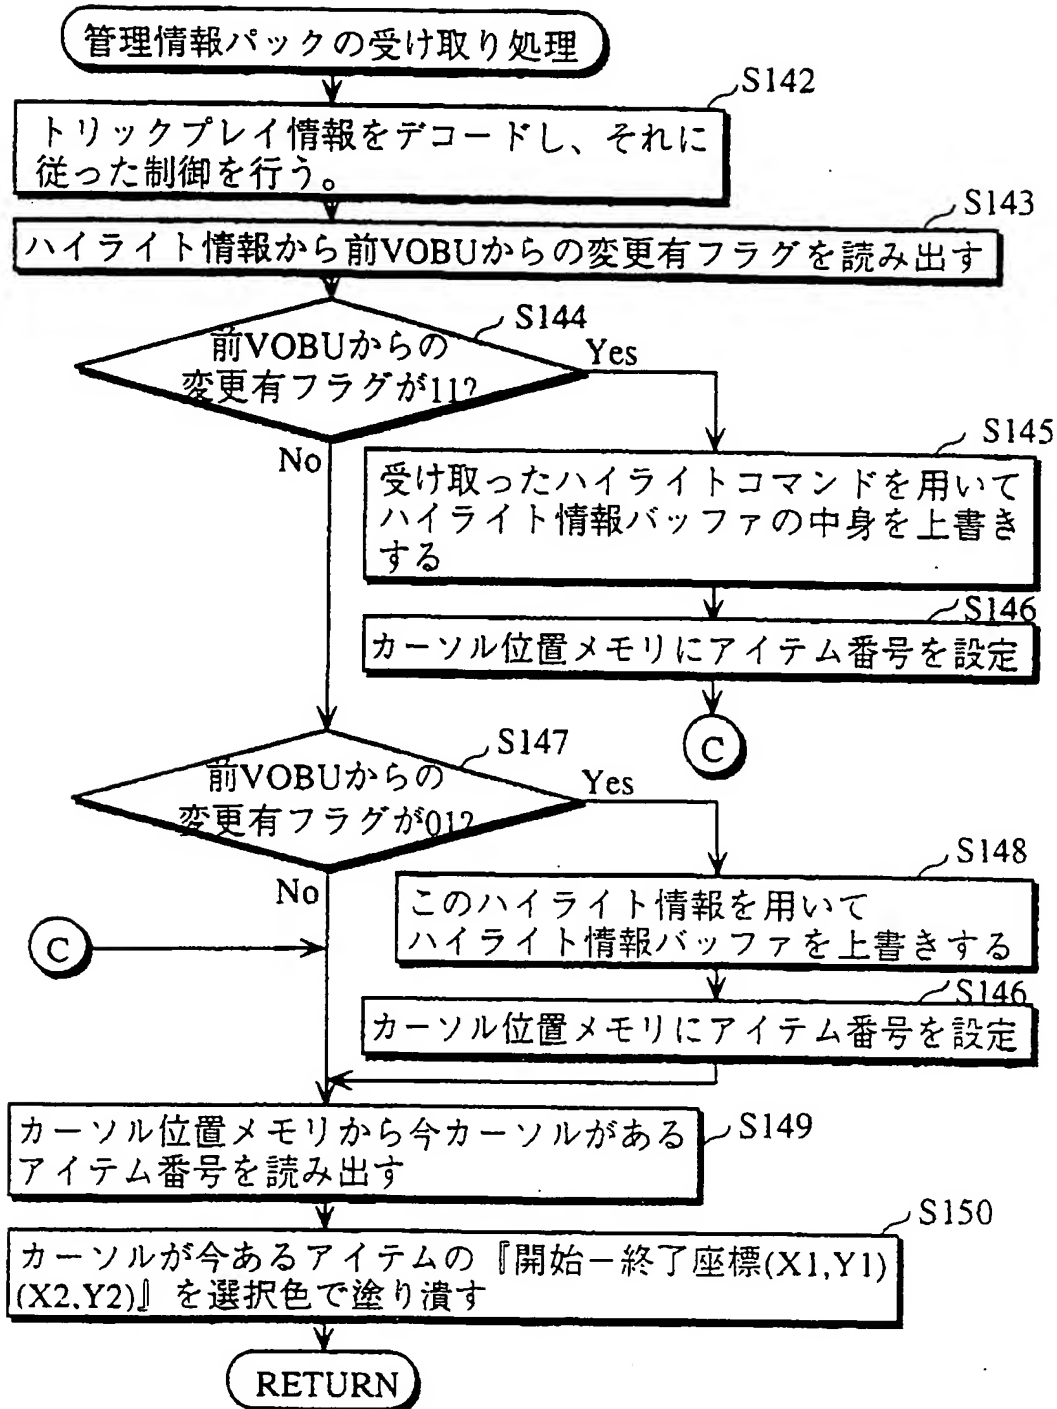 管理情報パックの受け取り処理
S142
トリックプレイ情報をデコードし、それに
従った制御を行う。
S143
ハイライト情報から前VOBUからの変更有フラグを読み出す
S144
前VOBUからの
変更有フラグが11?
Yes
No
S145
受け取ったハイライトコマンドを用いて
ハイライト情報バッファの中身を上書き
する
S146
カーソル位置メモリにアイテム番号を設定
C
S147
前VOBUからの
変更有フラグが01?
Yes
No
S148
このハイライト情報を用いて
ハイライト情報バッファを上書きする
C
S146
カーソル位置メモリにアイテム番号を設定
S149
カーソル位置メモリから今カーソルがある
アイテム番号を読み出す
S150
カーソルが今あるアイテムの『開始－終了座標(X1,Y1)
(X2,Y2)』を選択色で塗り潰す
RETURN